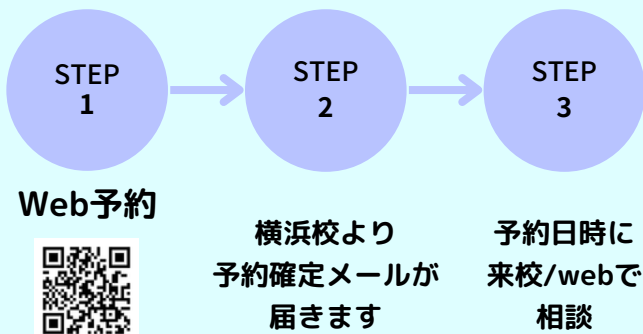 STEP
1
STEP
2
STEP
3
Web予約
横浜校より
予約確定メールが
届きます
予約日時に
来校/webで
相談